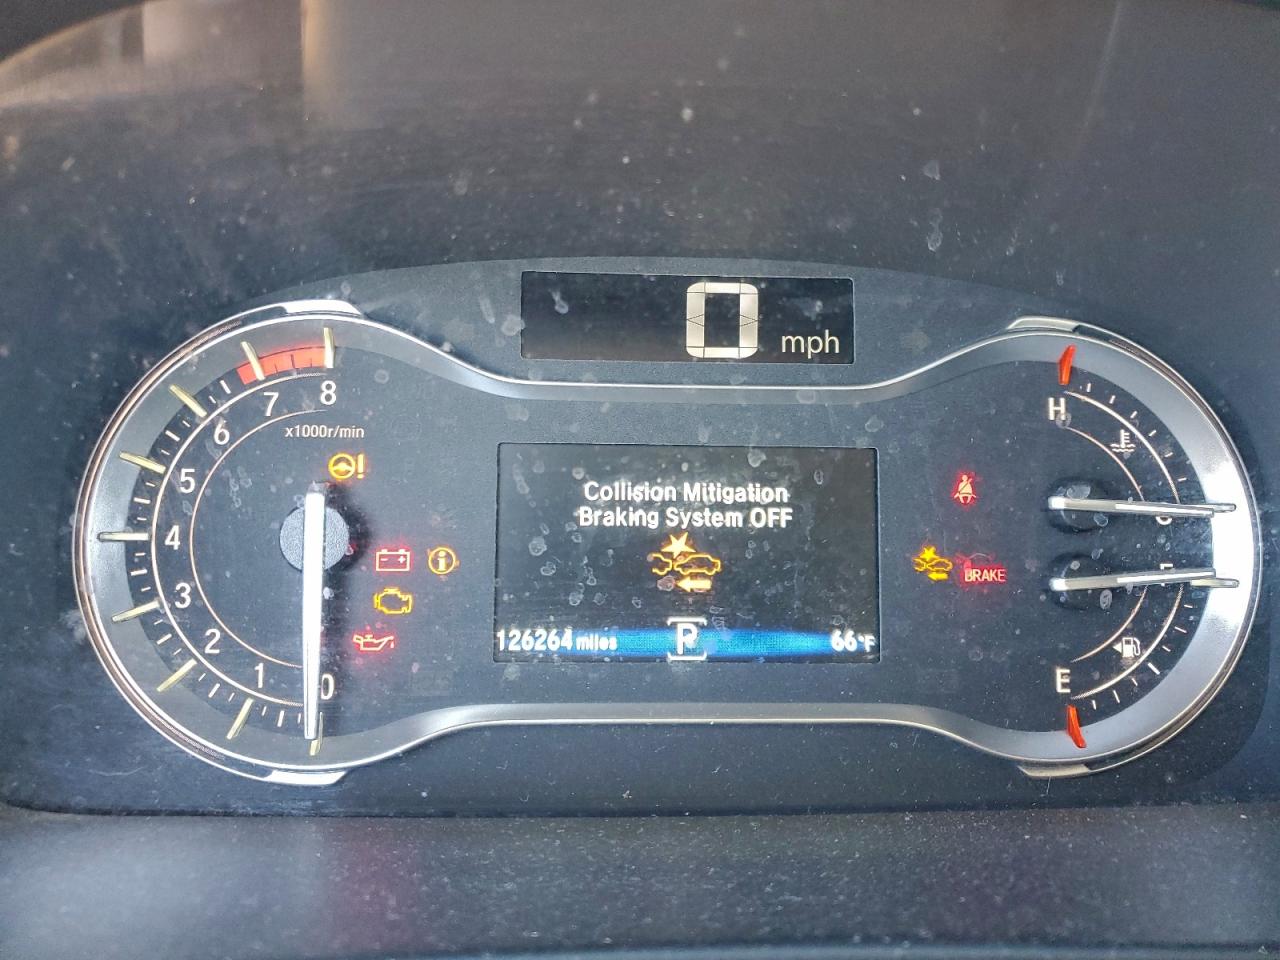 0 mph
8
7
6
x1000r/min
5
4
3
2
1
0
Collision Mitigation
Braking System OFF
126264 miles P 66°F
BRAKE
H
E